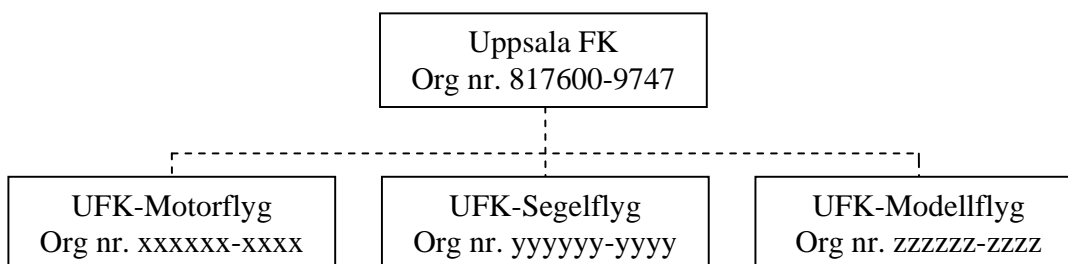 Uppsala FK
Org nr. 817600-9747
UFK-Motorflyg
Org nr. xxxxxx-xxxx
UFK-Segelflyg
Org nr. yyyyyy-yyyy
UFK-Modellflyg
Org nr. zzzzzz-zzzz